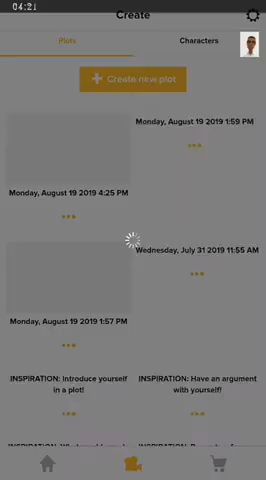 04:21
Create
Plots
Characters
Create new plot
Monday, August 19 2019 1:59 PM
Monday, August 19 2019 4:25 PM
Wednesday, July 31 2019 11:55 AM
Monday, August 19 2019 1:57 PM
INSPIRATION: Introduce yourself
in a plot!
INSPIRATION: Have an argument
with yourself!